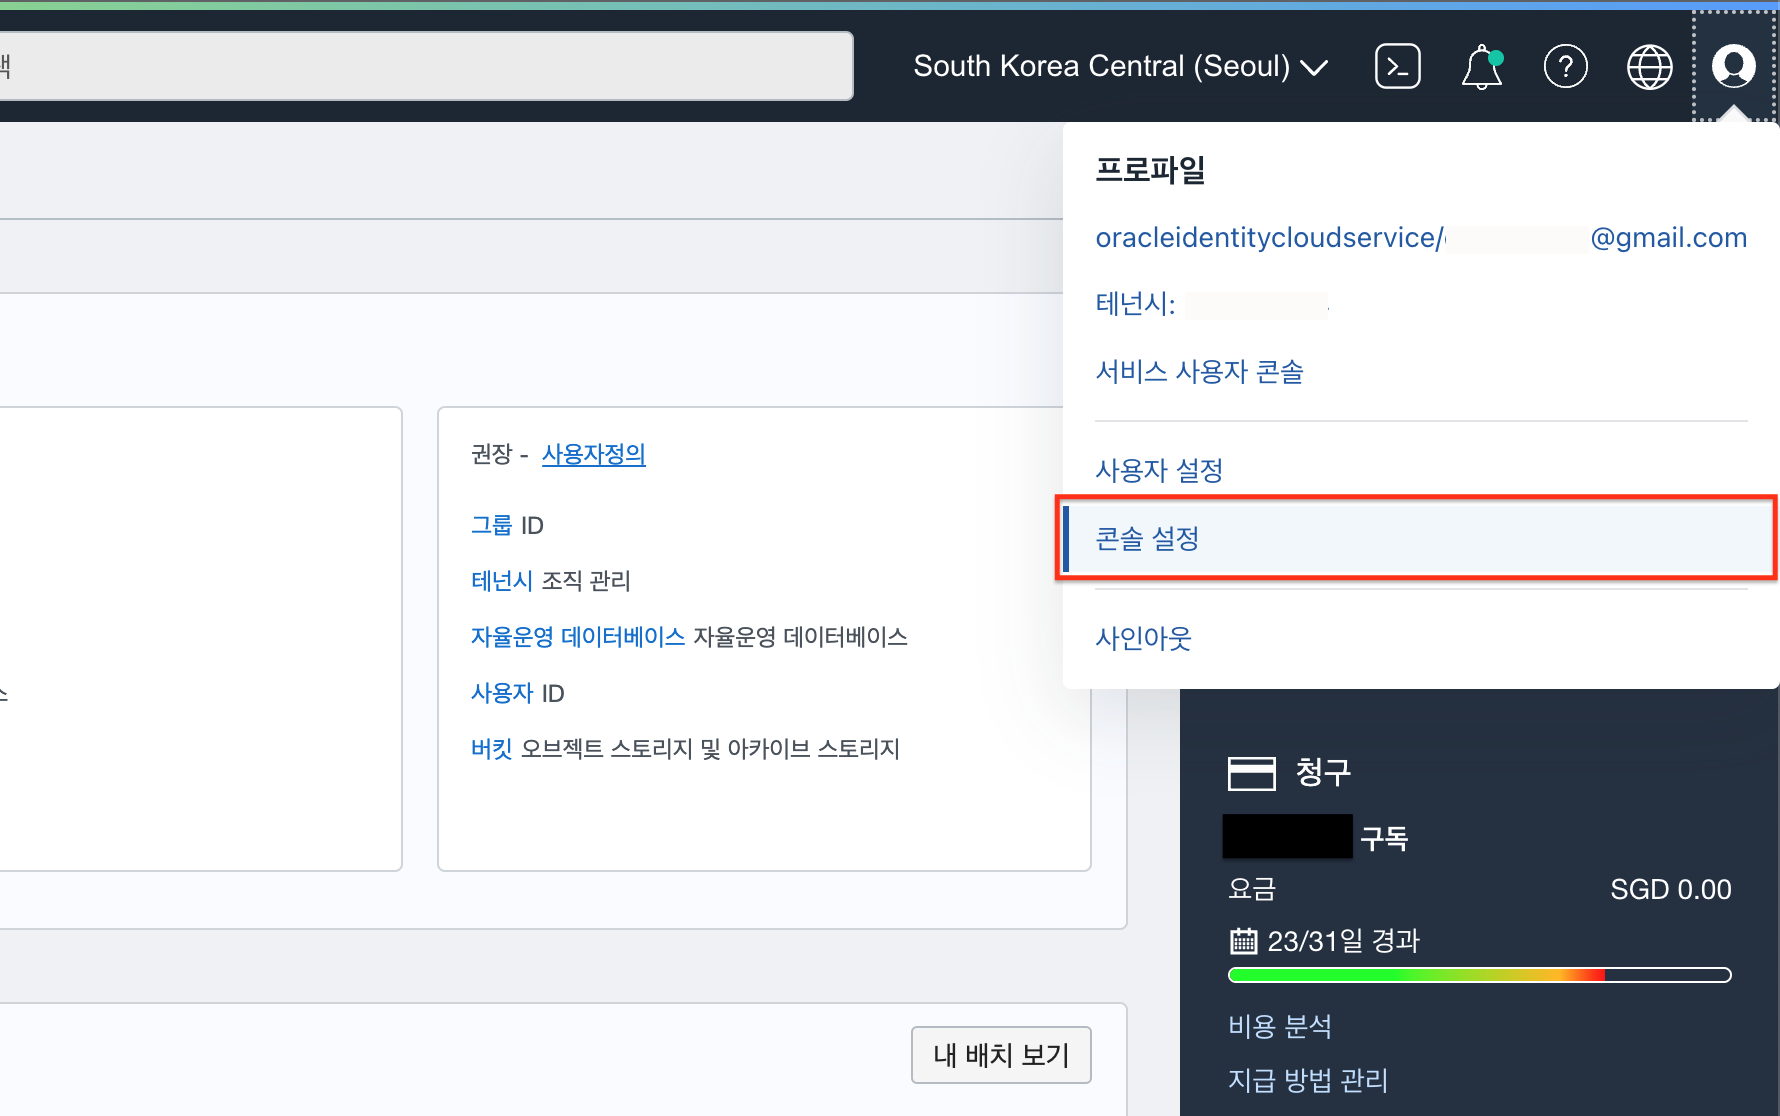 색
South Korea Central (Seoul)
프로파일
oracleidentitycloudservice/ @gmail.com
테넌시:
서비스 사용자 콘솔
사용자 설정
콘솔 설정
사인아웃
권장 - 사용자정의
그룹 ID
테넌시 조직 관리
자율운영 데이터베이스 자율운영 데이터베이스
사용자 ID
버킷 오브젝트 스토리지 및 아카이브 스토리지
스
청구
구독
요금 SGD 0.00
23/31일 경과
비용 분석
지급 방법 관리
내 배치 보기